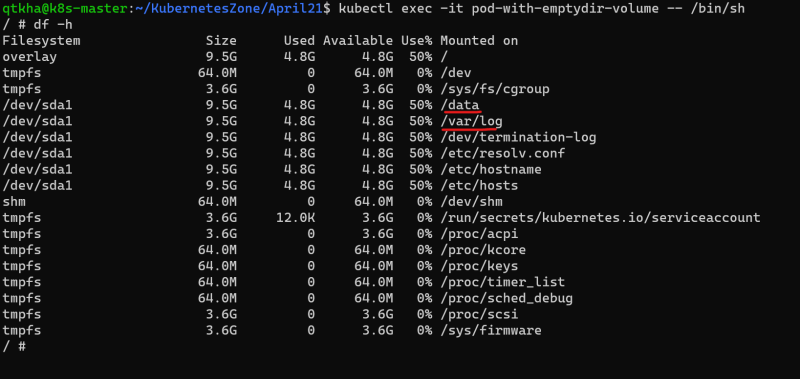 qtkha@k8s-master:~/KubernetesZone/April21$ kubectl exec -it pod-with-emptydir-volume -- /bin/sh
/ # df -h
Filesystem                Size      Used Available Use% Mounted on
overlay                   9.5G      4.8G      4.8G  50% /
tmpfs                    64.0M         0     64.0M   0% /dev
tmpfs                     3.6G         0      3.6G   0% /sys/fs/cgroup
/dev/sda1                 9.5G      4.8G      4.8G  50% /data
/dev/sda1                 9.5G      4.8G      4.8G  50% /var/log
/dev/sda1                 9.5G      4.8G      4.8G  50% /dev/termination-log
/dev/sda1                 9.5G      4.8G      4.8G  50% /etc/resolv.conf
/dev/sda1                 9.5G      4.8G      4.8G  50% /etc/hostname
/dev/sda1                 9.5G      4.8G      4.8G  50% /etc/hosts
shm                      64.0M         0     64.0M   0% /dev/shm
tmpfs                     3.6G     12.0K      3.6G   0% /run/secrets/kubernetes.io/serviceaccount
tmpfs                     3.6G         0      3.6G   0% /proc/acpi
tmpfs                    64.0M         0     64.0M   0% /proc/kcore
tmpfs                    64.0M         0     64.0M   0% /proc/keys
tmpfs                    64.0M         0     64.0M   0% /proc/timer_list
tmpfs                    64.0M         0     64.0M   0% /proc/sched_debug
tmpfs                     3.6G         0      3.6G   0% /proc/scsi
tmpfs                     3.6G         0      3.6G   0% /sys/firmware
/ #